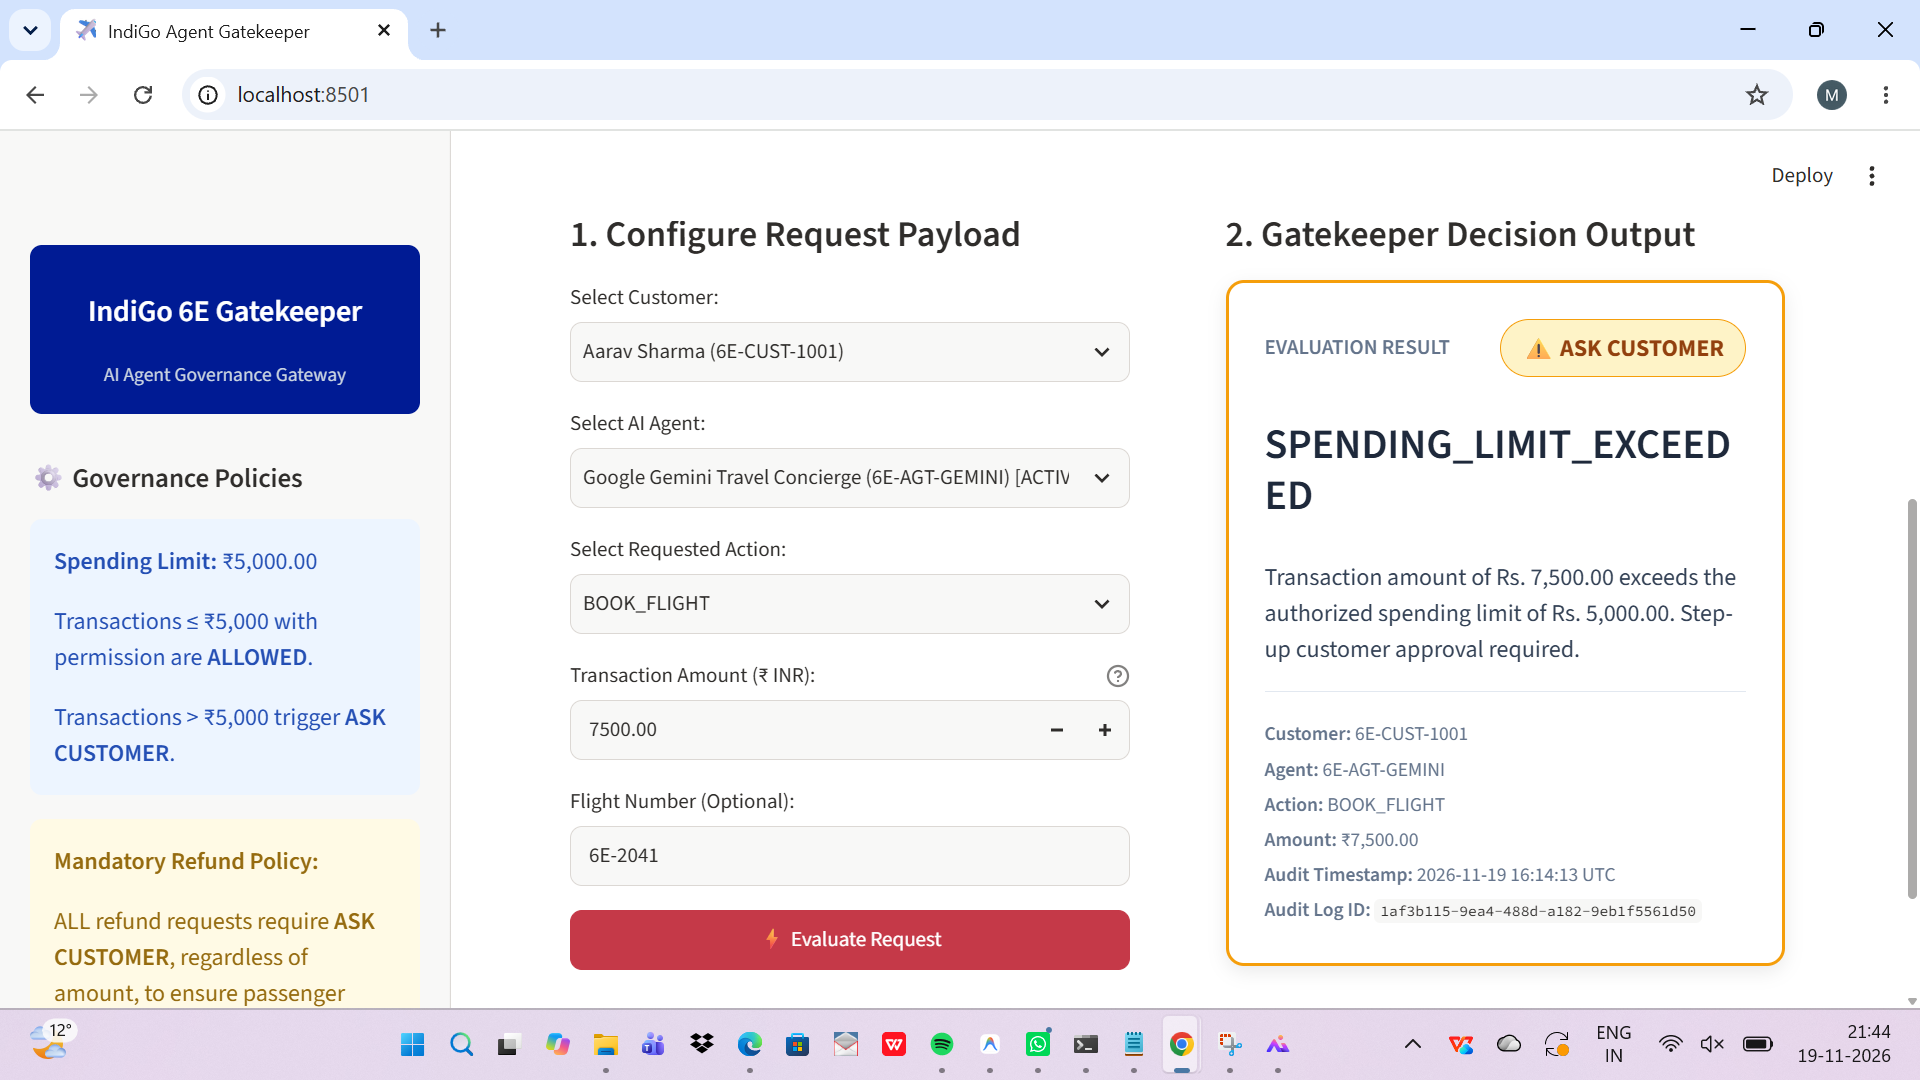 IndiGo Agent Gatekeeper
localhost:8501
M
Deploy
IndiGo 6E Gatekeeper
AI Agent Governance Gateway
Governance Policies
Spending Limit: ₹5,000.00
Transactions ≤ ₹5,000 with
permission are ALLOWED.
Transactions > ₹5,000 trigger ASK
CUSTOMER.
Mandatory Refund Policy:
ALL refund requests require ASK
CUSTOMER, regardless of
amount, to ensure passenger
1. Configure Request Payload
Select Customer:
Aarav Sharma (6E-CUST-1001)
Select AI Agent:
Google Gemini Travel Concierge (6E-AGT-GEMINI) [ACTIV
Select Requested Action:
BOOK_FLIGHT
Transaction Amount (₹ INR):
7500.00
Flight Number (Optional):
6E-2041
Evaluate Request
2. Gatekeeper Decision Output
EVALUATION RESULT
ASK CUSTOMER
SPENDING_LIMIT_EXCEED
ED
Transaction amount of Rs. 7,500.00 exceeds the
authorized spending limit of Rs. 5,000.00. Step-
up customer approval required.
Customer: 6E-CUST-1001
Agent: 6E-AGT-GEMINI
Action: BOOK_FLIGHT
Amount: ₹7,500.00
Audit Timestamp: 2026-11-19 16:14:13 UTC
Audit Log ID: 1af3b115-9ea4-488d-a182-9eb1f5561d50
12°
ENG
IN
21:44
19-11-2026